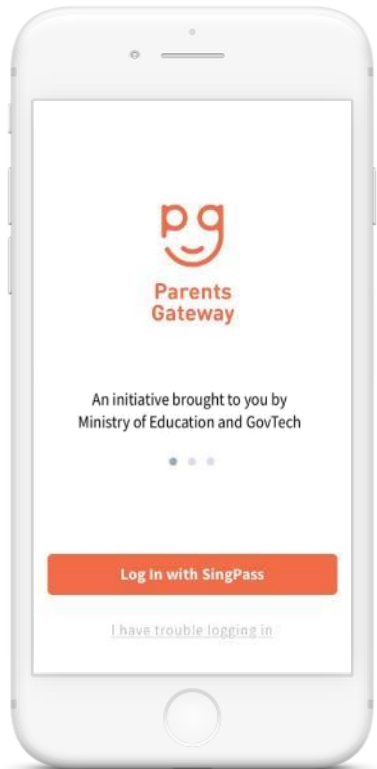 pg
Parents
Gateway
An initiative brought to you by
Ministry of Education and GovTech
Log In with SingPass
I have trouble logging in